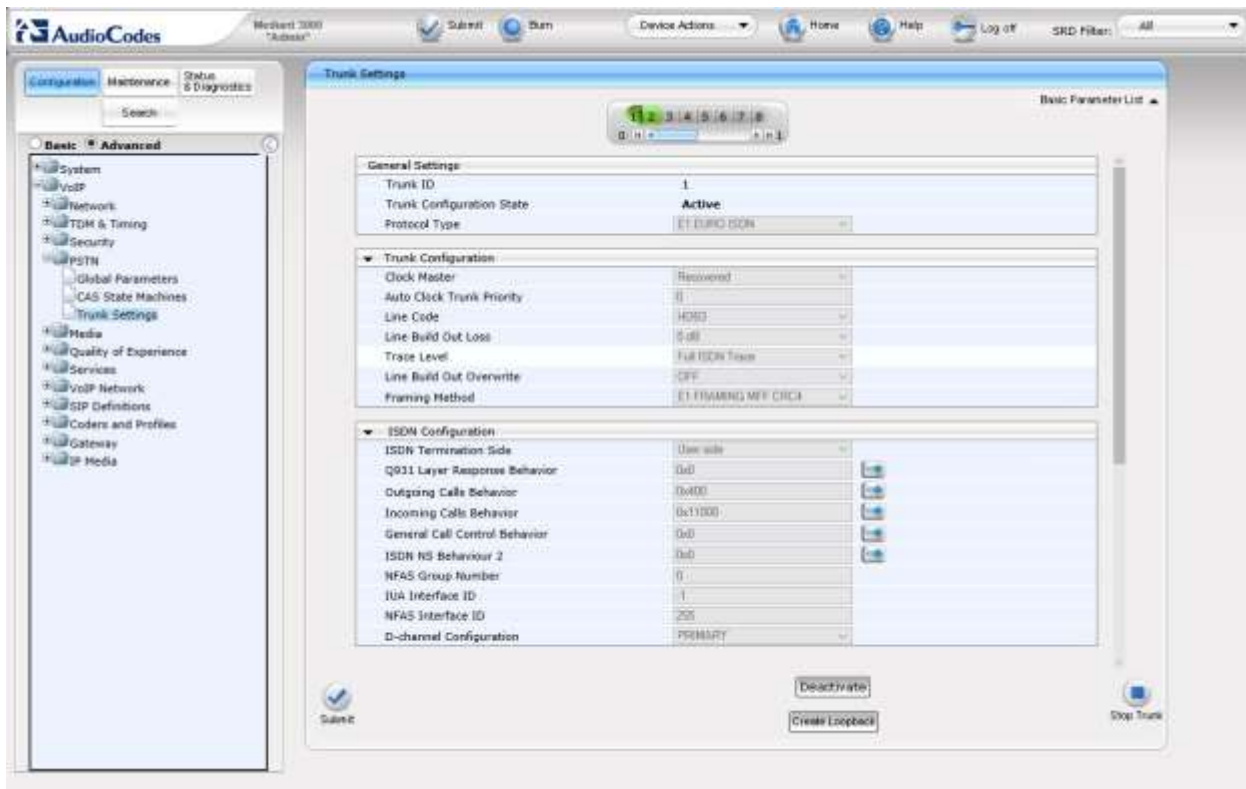 AudioCodes
Mediant 3000
"Admin"
Submit
Burn
Device Actions
Home
Help
Log off
SRD Filter:
All
Configuration
Maintenance
Status & Diagnostics
Search
Basic
Advanced
System
VoIP
Network
TDM & Timing
Security
PSTN
Global Parameters
CAS State Machines
Trunk Settings
Media
Quality of Experience
Services
VoIP Network
SIP Definitions
Coders and Profiles
Gateway
IP Media
Trunk Settings
Basic Parameter List
1 2 3 4 5 6 7 8
General Settings
Trunk ID 1
Trunk Configuration State Active
Protocol Type E1 EURO ISDN
Trunk Configuration
Clock Master Recovered
Auto Clock Trunk Priority 0
Line Code HDB3
Line Build Out Loss 0 dB
Trace Level Full ISDN Trace
Line Build Out Overwrite OFF
Framing Method E1 FRAMING MFF CRC4
ISDN Configuration
ISDN Termination Side User side
Q931 Layer Response Behavior 0x0
Outgoing Calls Behavior 0x400
Incoming Calls Behavior 0x11000
General Call Control Behavior 0x0
ISDN NS Behaviour 2 0x0
NFAS Group Number 0
IUA Interface ID -1
NFAS Interface ID 255
D-channel Configuration PRIMARY
Deactivate
Submit
Create Loopback
Stop Trunk